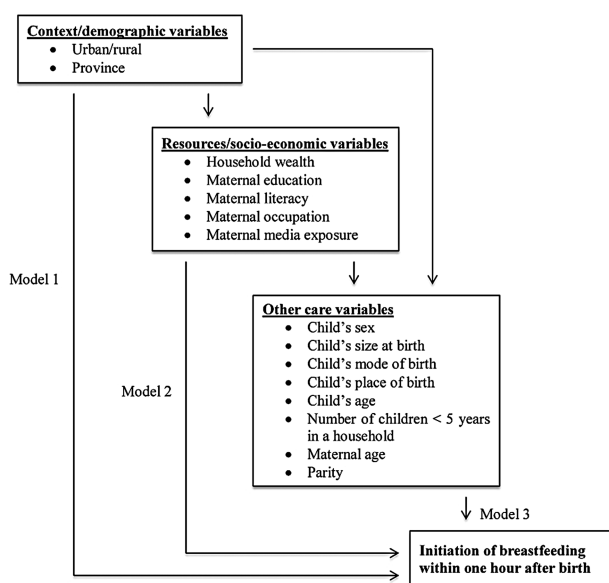 Context/demographic variables
• Urban/rural
• Province
Resources/socio-economic variables
• Household wealth
• Maternal education
• Maternal literacy
• Maternal occupation
• Maternal media exposure
Model 1
Other care variables
• Child's sex
• Child's size at birth
• Child's mode of birth
• Child's place of birth
• Child's age
• Number of children < 5 years
in a household
• Maternal age
• Parity
Model 2
Model 3
Initiation of breastfeeding
within one hour after birth